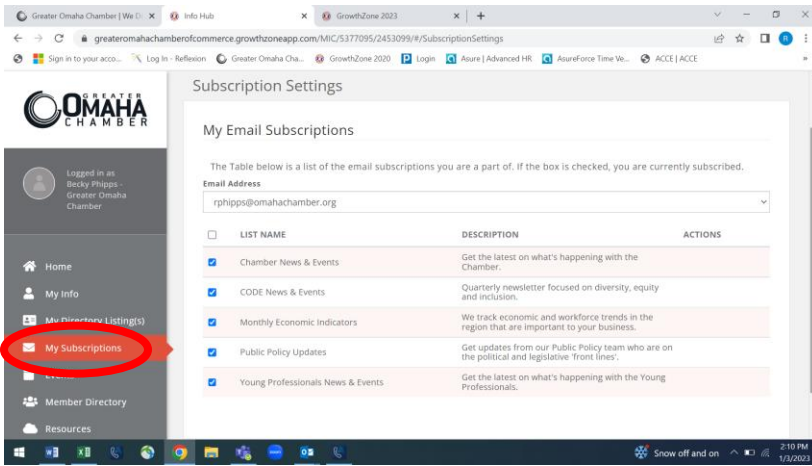 Greater Omaha Chamber | We D
Info Hub
GrowthZone 2023
greateromahachamberofcommerce.growthzoneapp.com/MIC/5377095/2453099/#/SubscriptionSettings
Sign in to your acco...
Log In - Reflexion
Greater Omaha Cha...
GrowthZone 2020
Login
Asure | Advanced HR
AsureForce Time Ve...
ACCE | ACCE
GREATER
OMAHA
CHAMBER
Logged in as
Becky Phipps -
Greater Omaha
Chamber
Home
My Info
My Directory Listing(s)
My Subscriptions
Events
Member Directory
Resources
Subscription Settings
My Email Subscriptions
The Table below is a list of the email subscriptions you are a part of. If the box is checked, you are currently subscribed.
Email Address
rphipps@omahachamber.org
LIST NAME DESCRIPTION ACTIONS
Chamber News & Events
Get the latest on what's happening with the
Chamber.
CODE News & Events
Quarterly newsletter focused on diversity, equity
and inclusion.
Monthly Economic Indicators
We track economic and workforce trends in the
region that are important to your business.
Public Policy Updates
Get updates from our Public Policy team who are on
the political and legislative 'front lines'.
Young Professionals News & Events
Get the latest on what's happening with the Young
Professionals.
Snow off and on
2:10 PM
1/3/2023